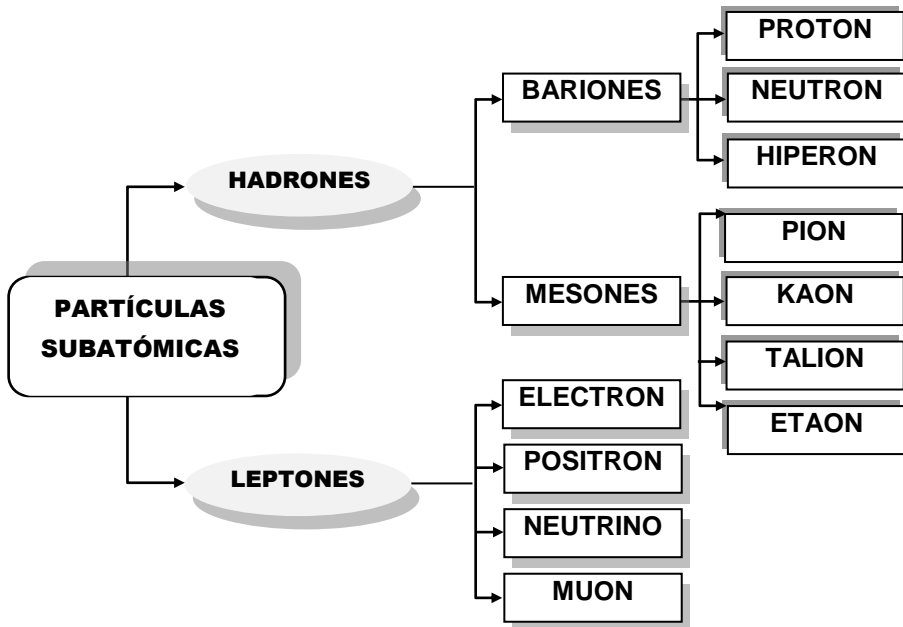 PARTÍCULAS
SUBATÓMICAS
HADRONES
BARIONES
PROTON
NEUTRON
HIPERON
MESONES
PION
KAON
TALION
ETAON
LEPTONES
ELECTRON
POSITRON
NEUTRINO
MUON